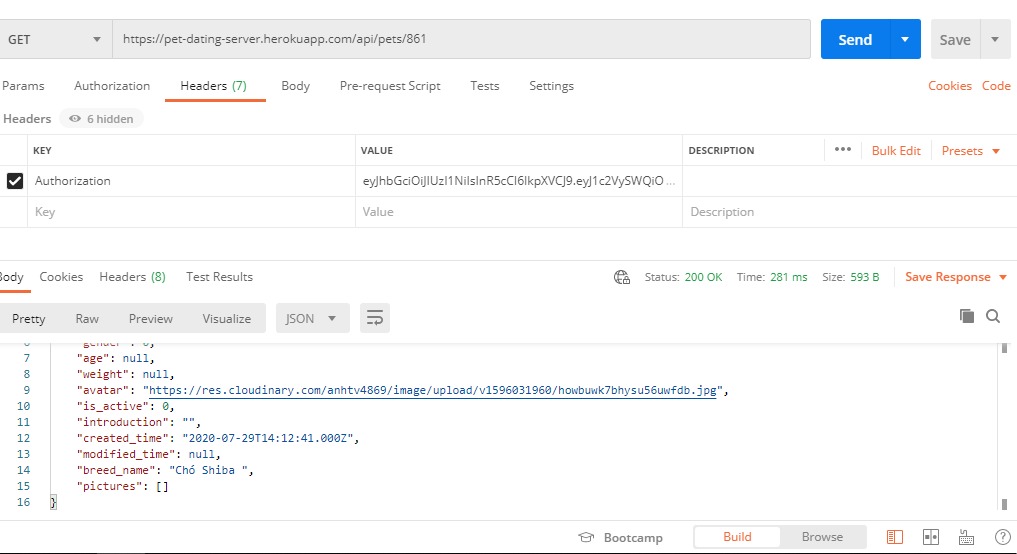 GET https://pet-dating-server.herokuapp.com/api/pets/861 Send Save
Params Authorization Headers (7) Body Pre-request Script Tests Settings Cookies Code
Headers 6 hidden
KEY VALUE DESCRIPTION ••• Bulk Edit Presets
Authorization eyJhbGciOiJIUzI1NiIsInR5cCI6IkpXVCJ9.eyJ1c2VySWQiO ...
Key Value Description
Body Cookies Headers (8) Test Results Status: 200 OK Time: 281 ms Size: 593 B Save Response
Pretty Raw Preview Visualize JSON
7 "age": null,
8 "weight": null,
9 "avatar": "https://res.cloudinary.com/anhtv4869/image/upload/v1596031960/howbuwk7bhysu56uwfdb.jpg",
10 "is_active": 0,
11 "introduction": "",
12 "created_time": "2020-07-29T14:12:41.000Z",
13 "modified_time": null,
14 "breed_name": "Chó Shiba ",
15 "pictures": []
16 }
Bootcamp Build Browse ?